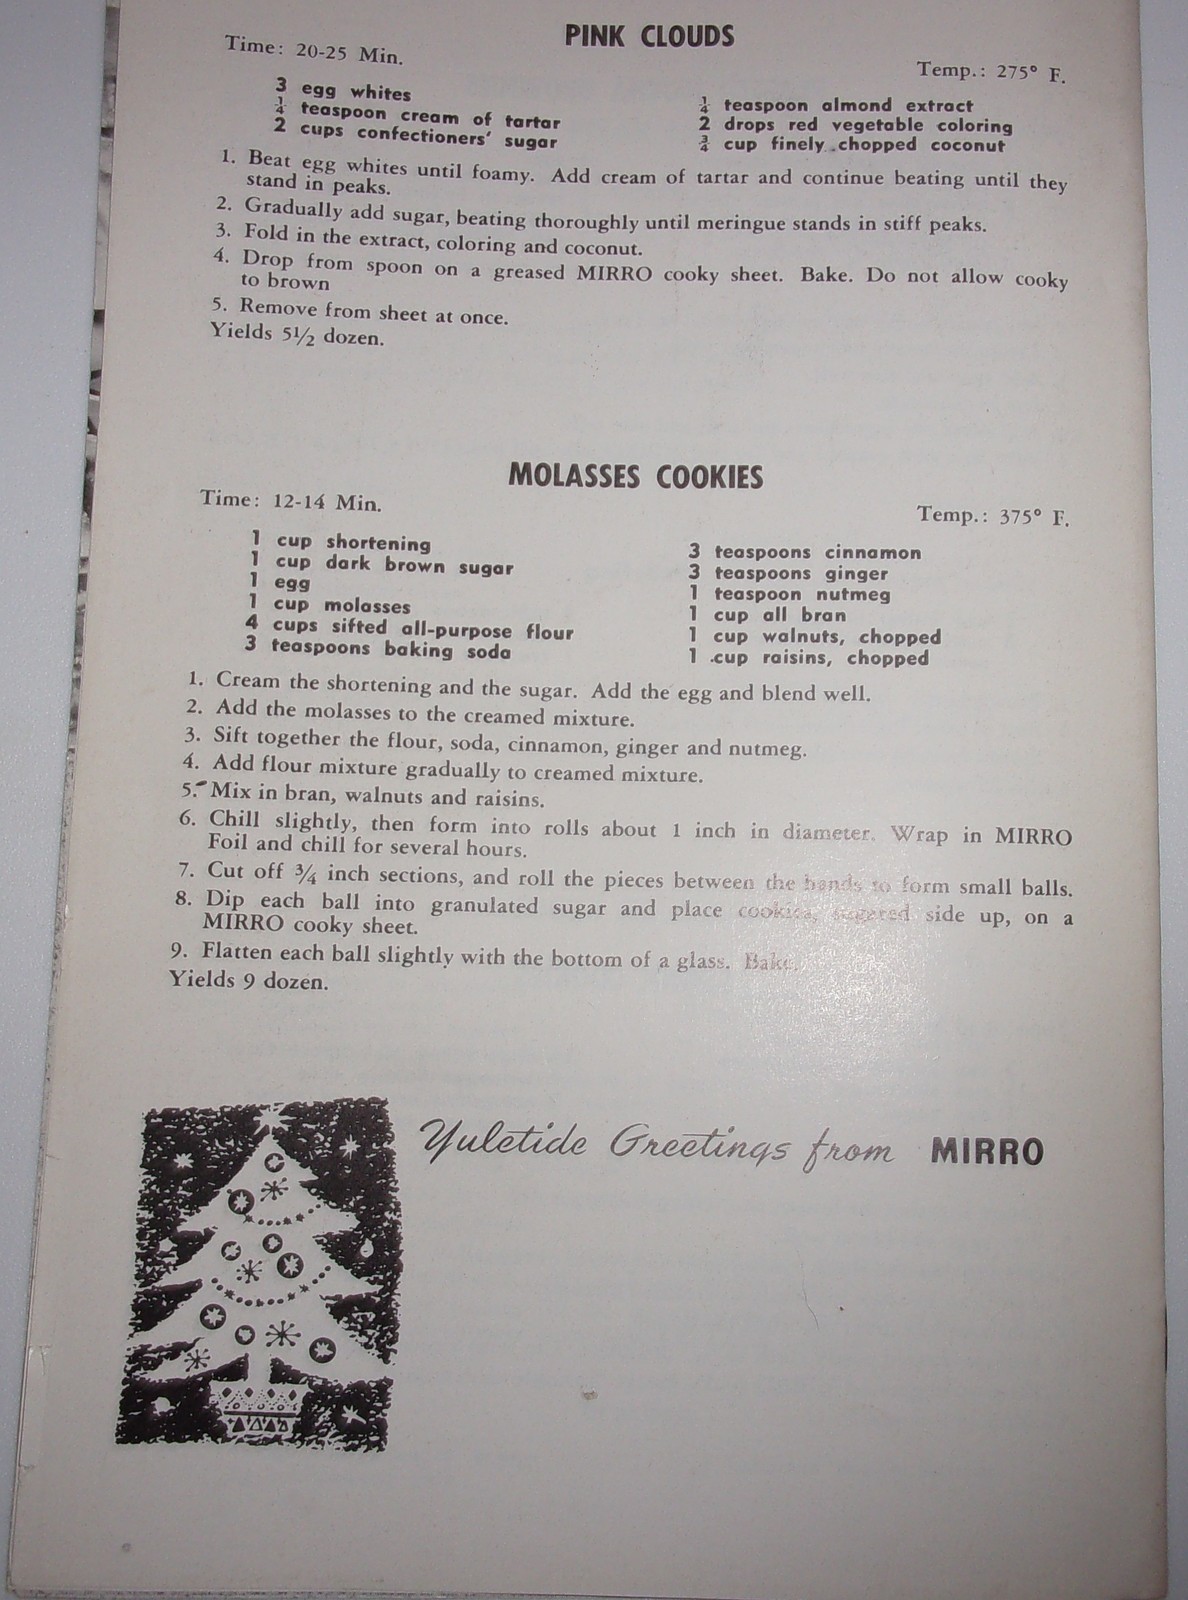 PINK CLOUDS
Time: 20-25 Min.
Temp.: 275° F.
3 egg whites
¼ teaspoon cream of tartar
2 cups confectioners' sugar
¼ teaspoon almond extract
2 drops red vegetable coloring
¾ cup finely chopped coconut
1. Beat egg whites until foamy. Add cream of tartar and continue beating until they
stand in peaks.
2. Gradually add sugar, beating thoroughly until meringue stands in stiff peaks.
3. Fold in the extract, coloring and coconut.
4. Drop from spoon on a greased MIRRO cooky sheet. Bake. Do not allow cooky
to brown
5. Remove from sheet at once.
Yields 5½ dozen.
MOLASSES COOKIES
Time: 12-14 Min.
Temp.: 375° F.
1 cup shortening
1 cup dark brown sugar
1 egg
1 cup molasses
4 cups sifted all-purpose flour
3 teaspoons baking soda
3 teaspoons cinnamon
3 teaspoons ginger
1 teaspoon nutmeg
1 cup all bran
1 cup walnuts, chopped
1 cup raisins, chopped
1. Cream the shortening and the sugar. Add the egg and blend well.
2. Add the molasses to the creamed mixture.
3. Sift together the flour, soda, cinnamon, ginger and nutmeg.
4. Add flour mixture gradually to creamed mixture.
5. Mix in bran, walnuts and raisins.
6. Chill slightly, then form into rolls about 1 inch in diameter. Wrap in MIRRO
Foil and chill for several hours.
7. Cut off ¾ inch sections, and roll the pieces between the hands to form small balls.
8. Dip each ball into granulated sugar and place cookies, sugared side up, on a
MIRRO cooky sheet.
9. Flatten each ball slightly with the bottom of a glass. Bake.
Yields 9 dozen.
Yuletide Greetings from MIRRO